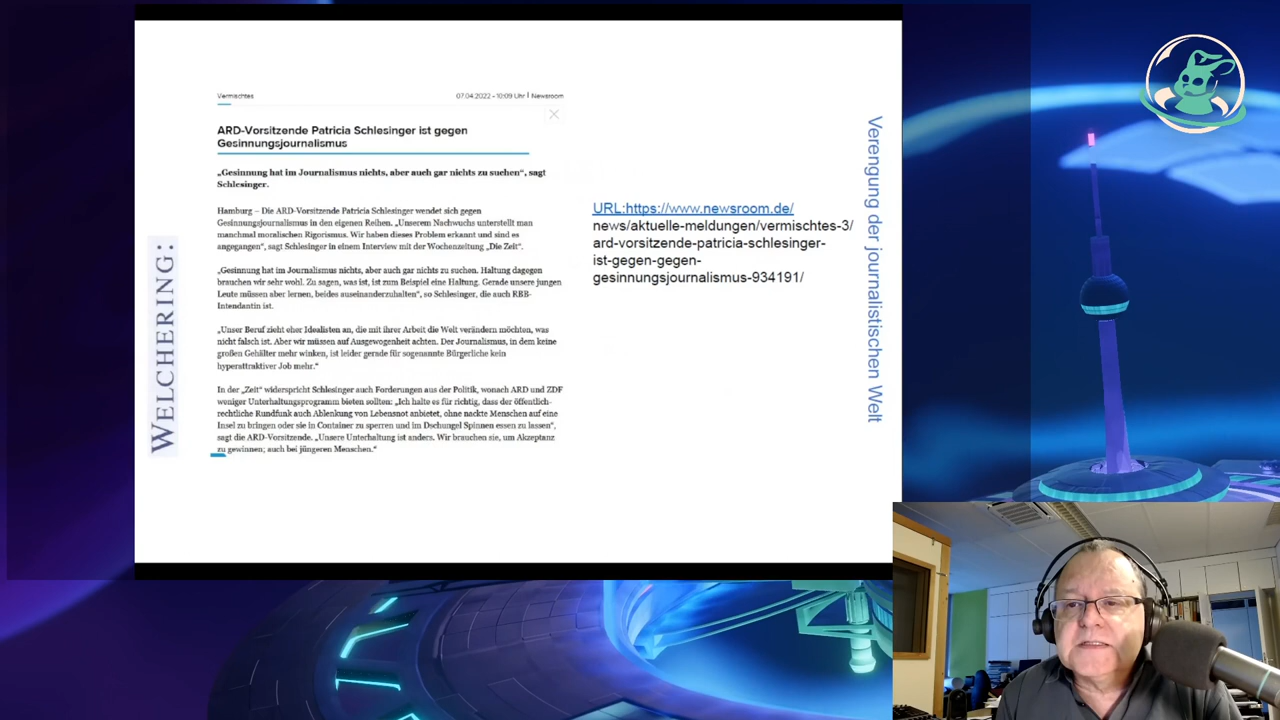 Vermischtes
07.04.2022 - 10:09 Uhr | Newsroom
ARD-Vorsitzende Patricia Schlesinger ist gegen
Gesinnungsjournalismus
„Gesinnung hat im Journalismus nichts, aber auch gar nichts zu suchen“, sagt
Schlesinger.
Hamburg – Die ARD-Vorsitzende Patricia Schlesinger wendet sich gegen
Gesinnungsjournalismus in den eigenen Reihen. „Unserem Nachwuchs unterstellt man
manchmal moralischen Rigorismus. Wir haben dieses Problem erkannt und sind es
angegangen“, sagt Schlesinger in einem Interview mit der Wochenzeitung „Die Zeit“.
„Gesinnung hat im Journalismus nichts, aber auch gar nichts zu suchen. Haltung dagegen
brauchen wir sehr wohl. Zu sagen, was ist, ist zum Beispiel eine Haltung. Gerade unsere jungen
Leute müssen aber lernen, beides auseinanderzuhalten“, so Schlesinger, die auch RBB-
Intendantin ist.
„Unser Beruf zieht eher Idealisten an, die mit ihrer Arbeit die Welt verändern möchten, was
nicht falsch ist. Aber wir müssen auf Ausgewogenheit achten. Der Journalismus, in dem keine
großen Gehälter mehr winken, ist leider gerade für sogenannte Bürgerliche kein
hyperattraktiver Job mehr.“
In der „Zeit“ widerspricht Schlesinger auch Forderungen aus der Politik, wonach ARD und ZDF
weniger Unterhaltungsprogramm bieten sollten: „Ich halte es für richtig, dass der öffentlich-
rechtliche Rundfunk auch Ablenkung von Lebensnot anbietet, ohne nackte Menschen auf eine
Insel zu bringen oder sie in Container zu sperren und im Dschungel Spinnen essen zu lassen“,
sagt die ARD-Vorsitzende. „Unsere Unterhaltung ist anders. Wir brauchen sie, um Akzeptanz
zu gewinnen; auch bei jüngeren Menschen.“
WELCHERING:
URL:https://www.newsroom.de/
news/aktuelle-meldungen/vermischtes-3/
ard-vorsitzende-patricia-schlesinger-
ist-gegen-gegen-
gesinnungsjournalismus-934191/
Verengung der journalistischen Welt